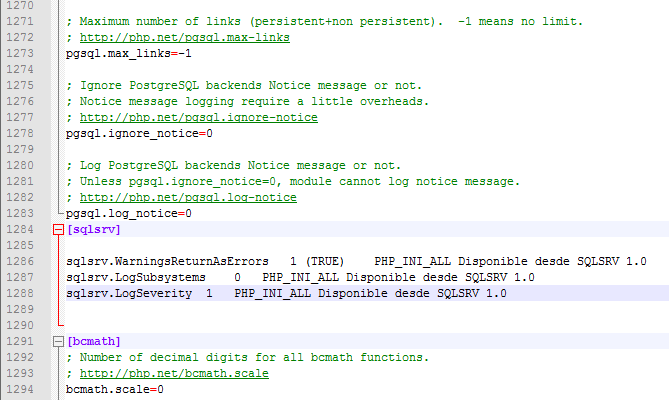 1270
1271 ; Maximum number of links (persistent+non persistent).  -1 means no limit.
1272 ; http://php.net/pgsql.max-links
1273 pgsql.max_links=-1
1274
1275 ; Ignore PostgreSQL backends Notice message or not.
1276 ; Notice message logging require a little overheads.
1277 ; http://php.net/pgsql.ignore-notice
1278 pgsql.ignore_notice=0
1279
1280 ; Log PostgreSQL backends Notice message or not.
1281 ; Unless pgsql.ignore_notice=0, module cannot log notice message.
1282 ; http://php.net/pgsql.log-notice
1283 pgsql.log_notice=0
1284 [sqlsrv]
1285
1286 sqlsrv.WarningsReturnAsErrors   1 (TRUE)    PHP_INI_ALL Disponible desde SQLSRV 1.0
1287 sqlsrv.LogSubsystems    0   PHP_INI_ALL Disponible desde SQLSRV 1.0
1288 sqlsrv.LogSeverity  1   PHP_INI_ALL Disponible desde SQLSRV 1.0
1289
1290
1291 [bcmath]
1292 ; Number of decimal digits for all bcmath functions.
1293 ; http://php.net/bcmath.scale
1294 bcmath.scale=0